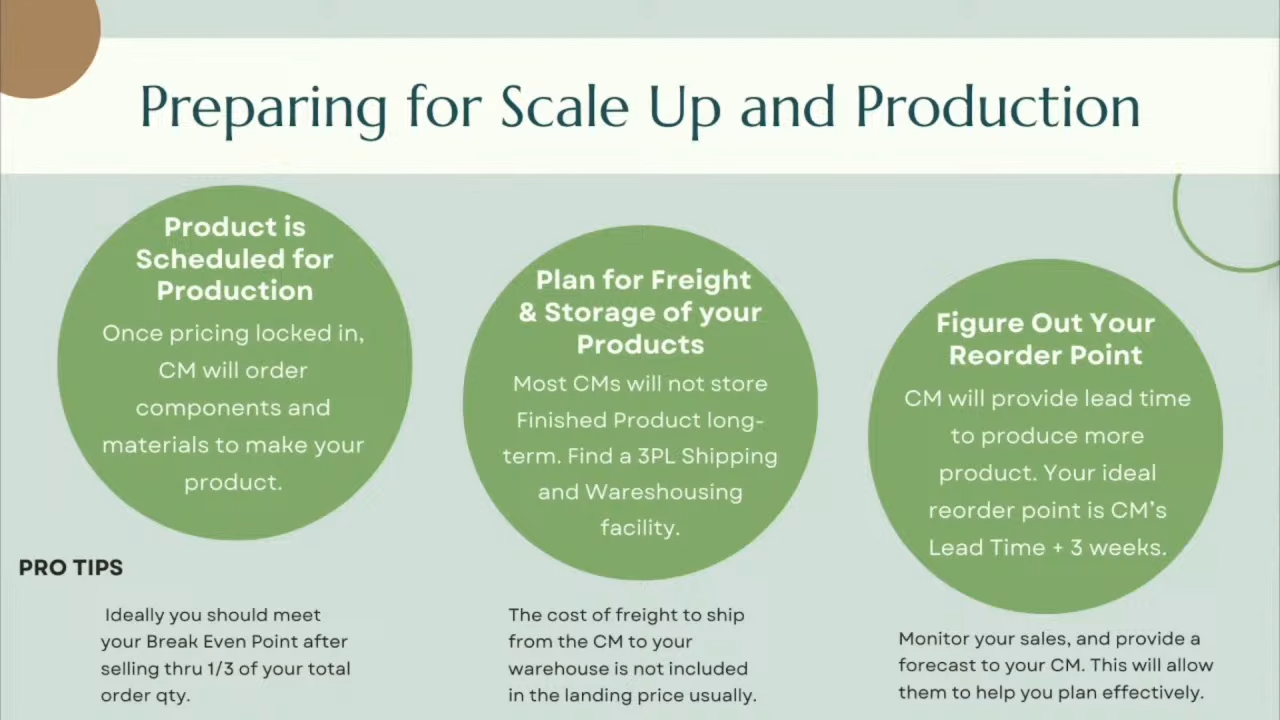 Preparing for Scale Up and Production
Product is
Scheduled for
Production
Once pricing locked in,
CM will order
components and
materials to make your
product.
Plan for Freight
& Storage of your
Products
Most CMs will not store
Finished Product long-
term. Find a 3PL Shipping
and Wareshousing
facility.
Figure Out Your
Reorder Point
CM will provide lead time
to produce more
product. Your ideal
reorder point is CM's
Lead Time + 3 weeks.
PRO TIPS
Ideally you should meet
your Break Even Point after
selling thru 1/3 of your total
order qty.
The cost of freight to ship
from the CM to your
warehouse is not included
in the landing price usually.
Monitor your sales, and provide a
forecast to your CM. This will allow
them to help you plan effectively.